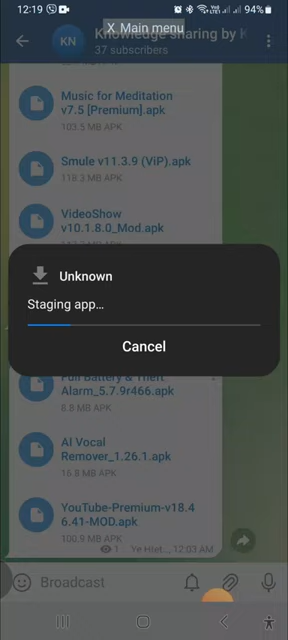 12:19
94%
X Main menu
KN
Knowledge sharing by K
37 subscribers
Music for Meditation
v7.5 [Premium].apk
103.5 MB APK
Smule v11.3.9 (ViP).apk
118.3 MB APK
VideoShow
v10.1.8.0_Mod.apk
Unknown
Staging app...
Cancel
Full Battery & Theft
Alarm_5.7.9r466.apk
8.8 MB APK
AI Vocal
Remover_1.26.1.apk
16.8 MB APK
YouTube-Premium-v18.4
6.41-MOD.apk
100.9 MB APK
1 Ye Htet., 12:03 AM
Broadcast